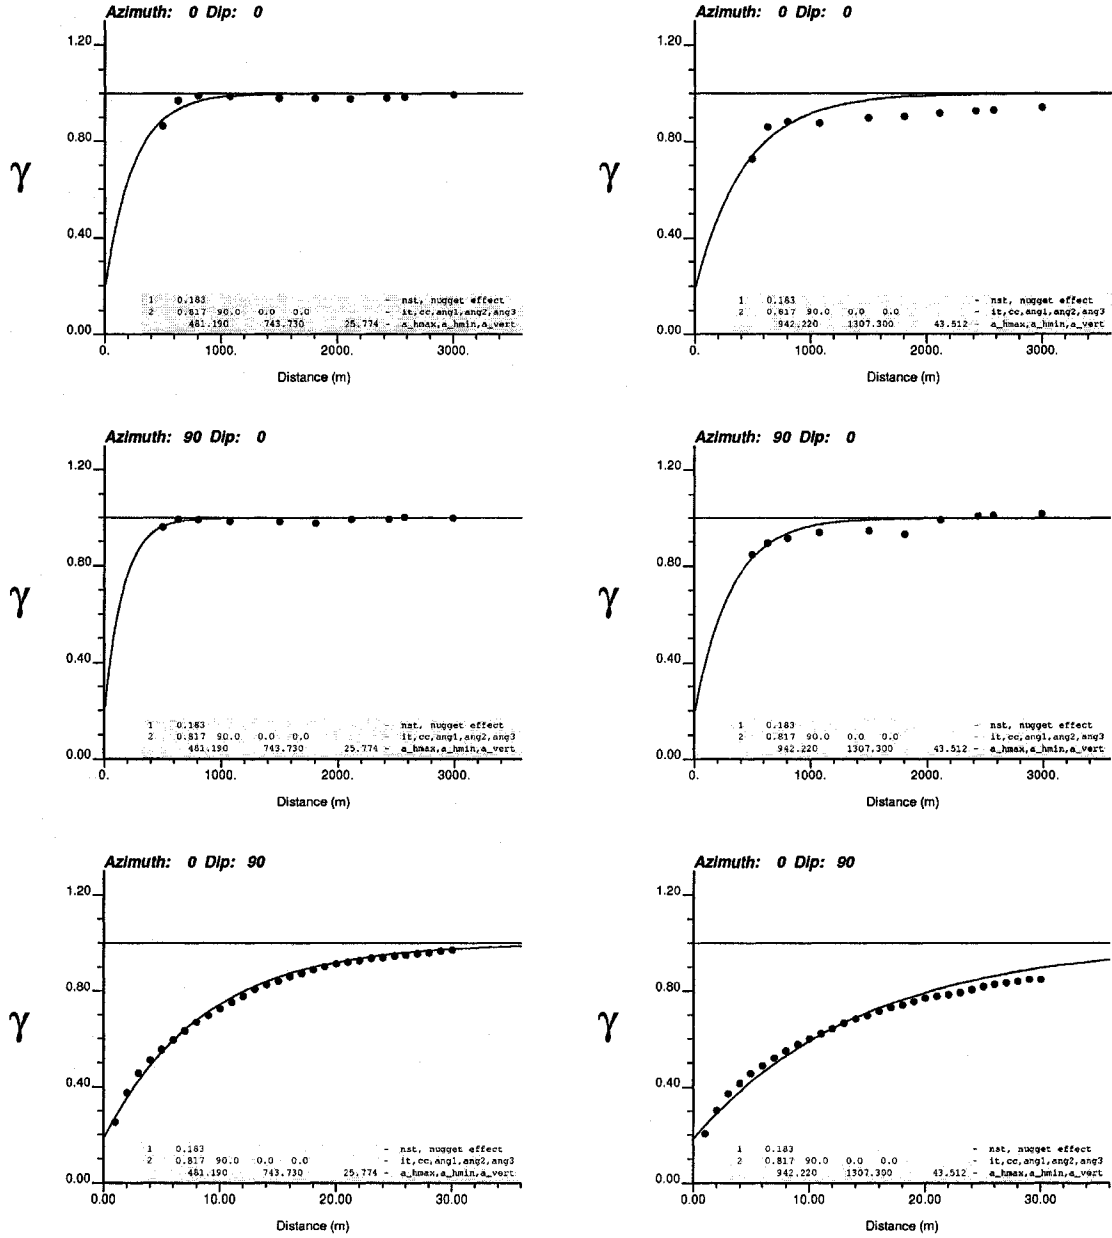 Azimuth: 0 Dip: 0
1.20
0.80
γ
0.40
1 0.183 - nst, nugget effect
2 0.817 90.0 0.0 0.0 - it,cc,ang1,ang2,ang3
481.190 743.730 25.774 - a_hmax,a_hmin,a_vert
0.00
0. 1000. 2000. 3000.
Distance (m)
Azimuth: 0 Dip: 0
1.20
0.80
γ
0.40
1 0.183 - nst, nugget effect
2 0.817 90.0 0.0 0.0 - it,cc,ang1,ang2,ang3
942.220 1307.300 43.512 - a_hmax,a_hmin,a_vert
0.00
0. 1000. 2000. 3000.
Distance (m)
Azimuth: 90 Dip: 0
1.20
0.80
γ
0.40
1 0.183 - nst, nugget effect
2 0.817 90.0 0.0 0.0 - it,cc,ang1,ang2,ang3
481.190 743.730 25.774 - a_hmax,a_hmin,a_vert
0.00
0. 1000. 2000. 3000.
Distance (m)
Azimuth: 90 Dip: 0
1.20
0.80
γ
0.40
1 0.183 - nst, nugget effect
2 0.817 90.0 0.0 0.0 - it,cc,ang1,ang2,ang3
942.220 1307.300 43.512 - a_hmax,a_hmin,a_vert
0.00
0. 1000. 2000. 3000.
Distance (m)
Azimuth: 0 Dip: 90
1.20
0.80
γ
0.40
1 0.183 - nst, nugget effect
2 0.817 90.0 0.0 0.0 - it,cc,ang1,ang2,ang3
481.190 743.730 25.774 - a_hmax,a_hmin,a_vert
0.00
0.00 10.00 20.00 30.00
Distance (m)
Azimuth: 0 Dip: 90
1.20
0.80
γ
0.40
1 0.183 - nst, nugget effect
2 0.817 90.0 0.0 0.0 - it,cc,ang1,ang2,ang3
942.220 1307.300 43.512 - a_hmax,a_hmin,a_vert
0.00
0.00 10.00 20.00 30.00
Distance (m)